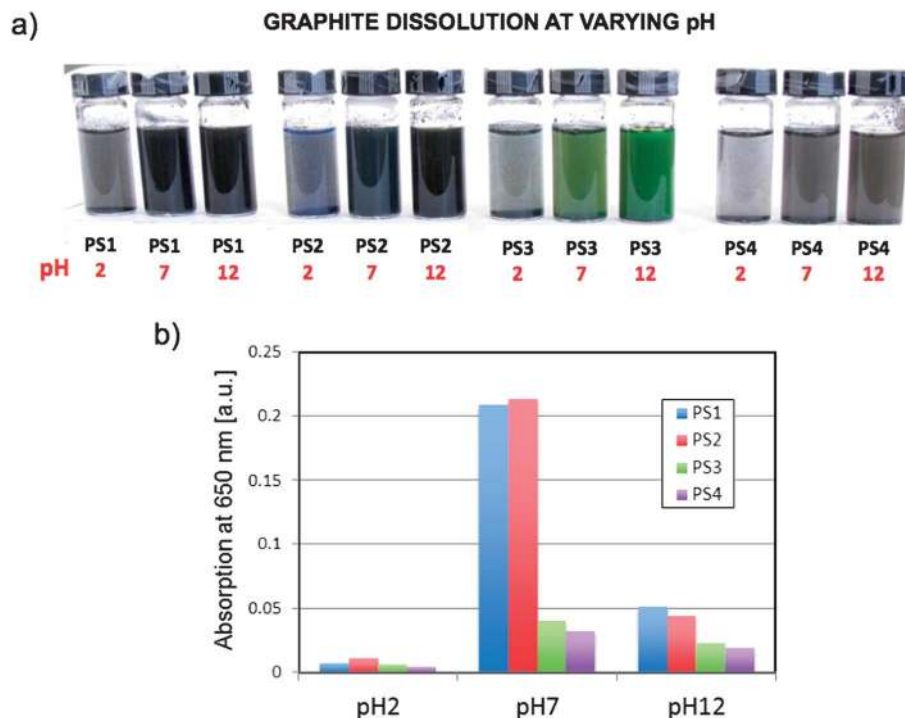 a) GRAPHITE DISSOLUTION AT VARYING pH
PS1 PS1 PS1 PS2 PS2 PS2 PS3 PS3 PS3 PS4 PS4 PS4
pH 2 7 12 2 7 12 2 7 12 2 7 12
b)
Absorption at 650 nm [a.u.]
0.25
0.2
0.15
0.1
0.05
0
PS1
PS2
PS3
PS4
pH2 pH7 pH12